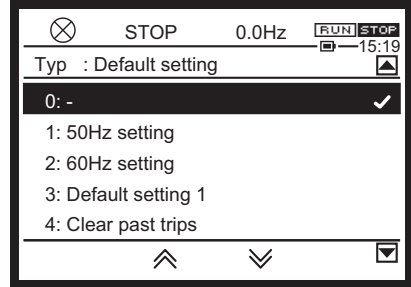 STOP 0.0Hz RUN STOP
15:19
Typ : Default setting
0: -
1: 50Hz setting
2: 60Hz setting
3: Default setting 1
4: Clear past trips